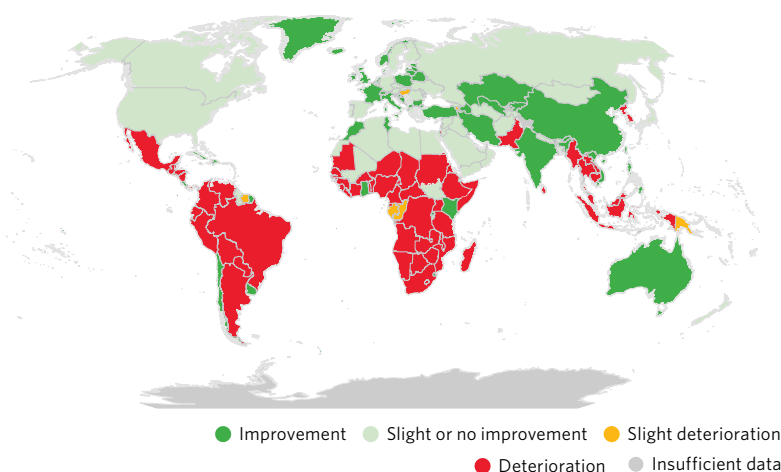 Improvement Slight or no improvement Slight deterioration
Deterioration Insufficient data